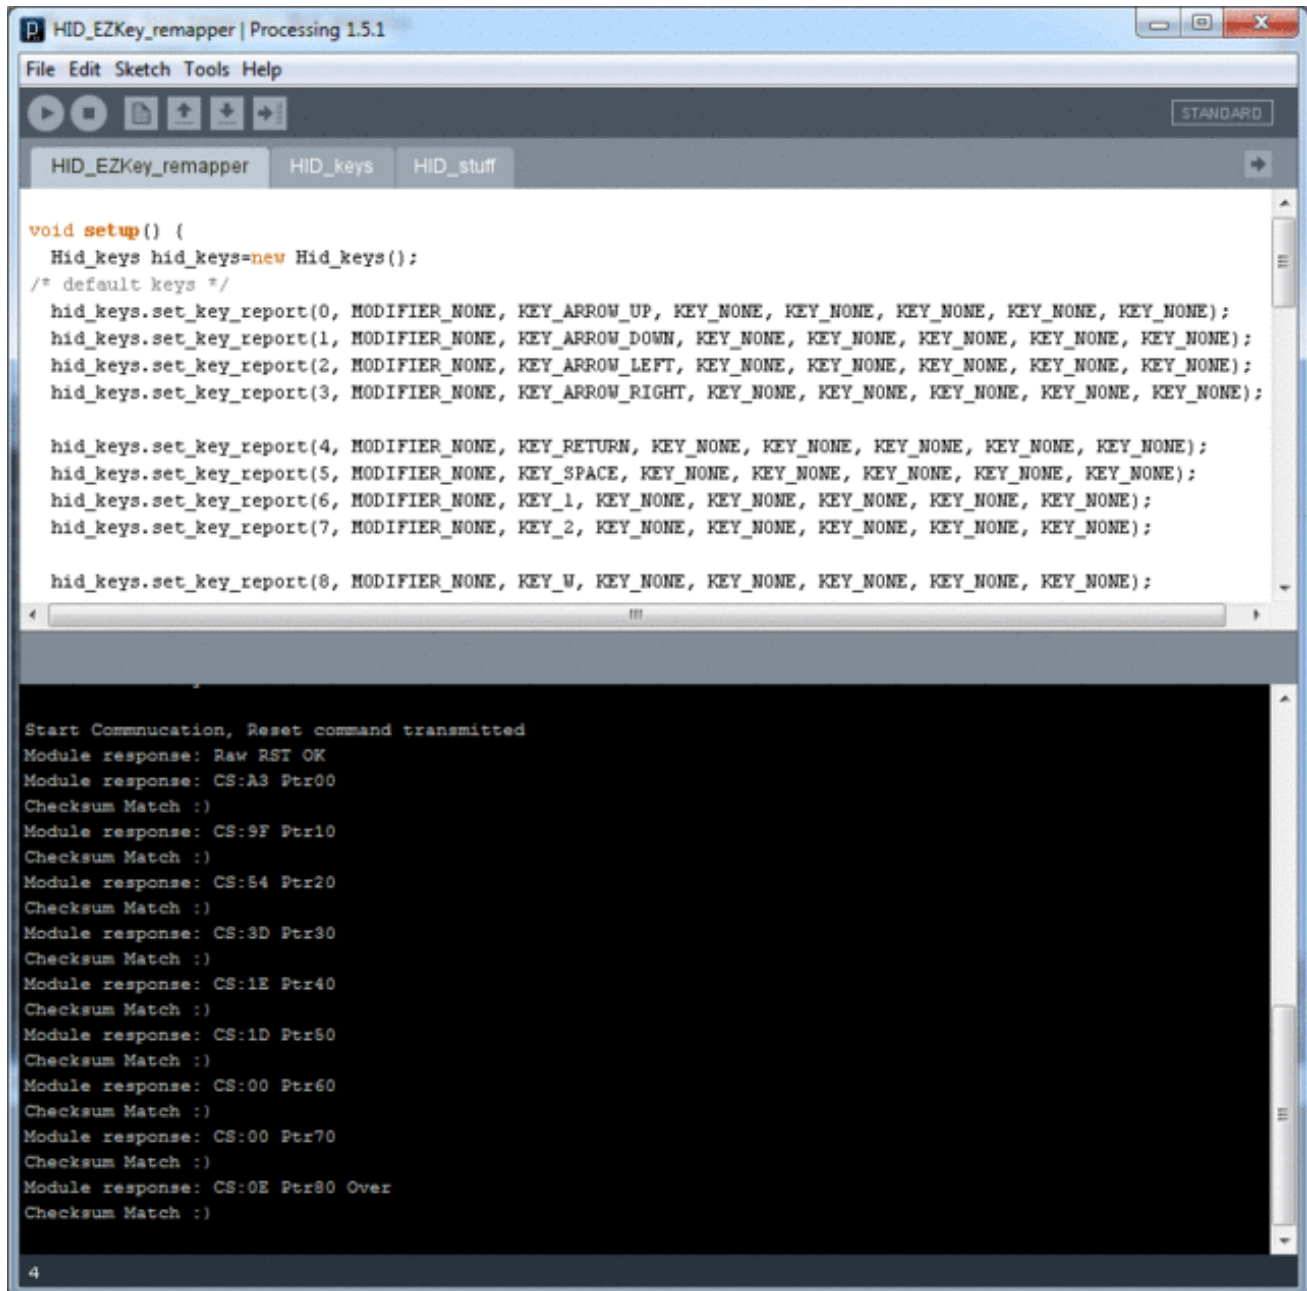 HID_EZKey_remapper | Processing 1.5.1
File Edit Sketch Tools Help
STANDARD
HID_EZKey_remapper HID_keys HID_stuff
void setup() {
  Hid_keys hid_keys=new Hid_keys();
/* default keys */
  hid_keys.set_key_report(0, MODIFIER_NONE, KEY_ARROW_UP, KEY_NONE, KEY_NONE, KEY_NONE, KEY_NONE, KEY_NONE);
  hid_keys.set_key_report(1, MODIFIER_NONE, KEY_ARROW_DOWN, KEY_NONE, KEY_NONE, KEY_NONE, KEY_NONE, KEY_NONE);
  hid_keys.set_key_report(2, MODIFIER_NONE, KEY_ARROW_LEFT, KEY_NONE, KEY_NONE, KEY_NONE, KEY_NONE, KEY_NONE);
  hid_keys.set_key_report(3, MODIFIER_NONE, KEY_ARROW_RIGHT, KEY_NONE, KEY_NONE, KEY_NONE, KEY_NONE, KEY_NONE);
  hid_keys.set_key_report(4, MODIFIER_NONE, KEY_RETURN, KEY_NONE, KEY_NONE, KEY_NONE, KEY_NONE, KEY_NONE);
  hid_keys.set_key_report(5, MODIFIER_NONE, KEY_SPACE, KEY_NONE, KEY_NONE, KEY_NONE, KEY_NONE, KEY_NONE);
  hid_keys.set_key_report(6, MODIFIER_NONE, KEY_1, KEY_NONE, KEY_NONE, KEY_NONE, KEY_NONE, KEY_NONE);
  hid_keys.set_key_report(7, MODIFIER_NONE, KEY_2, KEY_NONE, KEY_NONE, KEY_NONE, KEY_NONE, KEY_NONE);
  hid_keys.set_key_report(8, MODIFIER_NONE, KEY_W, KEY_NONE, KEY_NONE, KEY_NONE, KEY_NONE, KEY_NONE);
Start Commnucation, Reset command transmitted
Module response: Raw RST OK
Module response: CS:A3 Ptr00
Checksum Match :)
Module response: CS:9F Ptr10
Checksum Match :)
Module response: CS:54 Ptr20
Checksum Match :)
Module response: CS:3D Ptr30
Checksum Match :)
Module response: CS:1E Ptr40
Checksum Match :)
Module response: CS:1D Ptr50
Checksum Match :)
Module response: CS:00 Ptr60
Checksum Match :)
Module response: CS:00 Ptr70
Checksum Match :)
Module response: CS:0E Ptr80 Over
Checksum Match :)
4